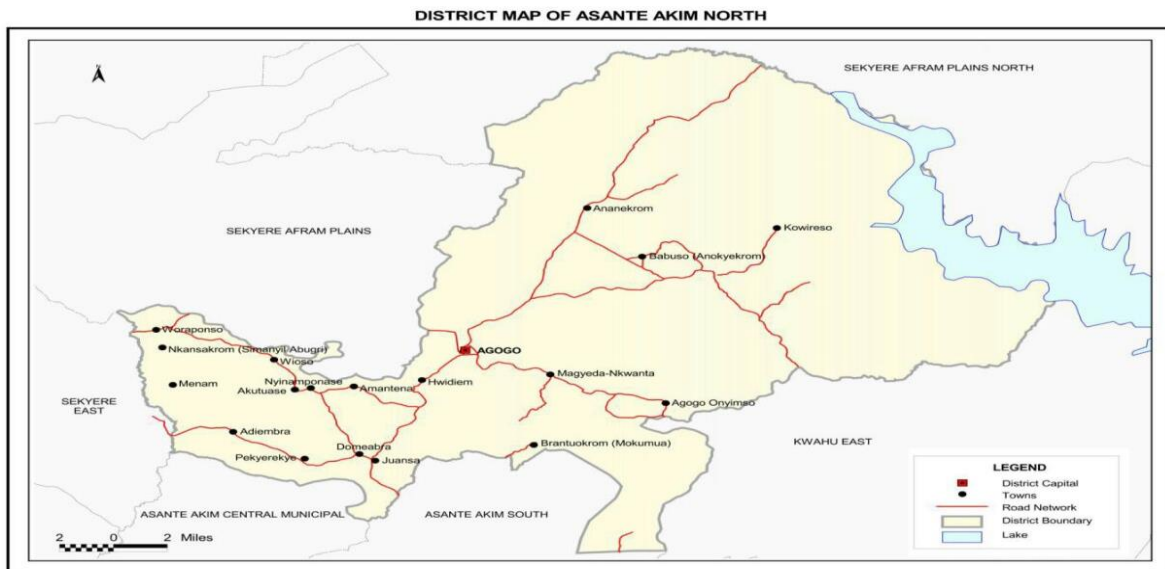 DISTRICT MAP OF ASANTE AKIM NORTH
SEKYERE AFRAM PLAINS NORTH
Ananekrom
Kowireso
SEKYERE AFRAM PLAINS
Babuso (Anokyekrom)
Woraponso
Nkansakrom (Simanyii-Abugri)
AGOGO
Wioso
Magyeda-Nkwanta
Menam
Nyinamponase
Hwidiem
Akutuase
Amantena
SEKYERE
EAST
Agogo Onyimso
Adiembra
KWAHU EAST
Brantuokrom (Mokumua)
Domeabra
Pekyerekye
Juansa
LEGEND
District Capital
Towns
Road Network
District Boundary
Lake
ASANTE AKIM CENTRAL MUNICIPAL
ASANTE AKIM SOUTH
2 0 2 Miles